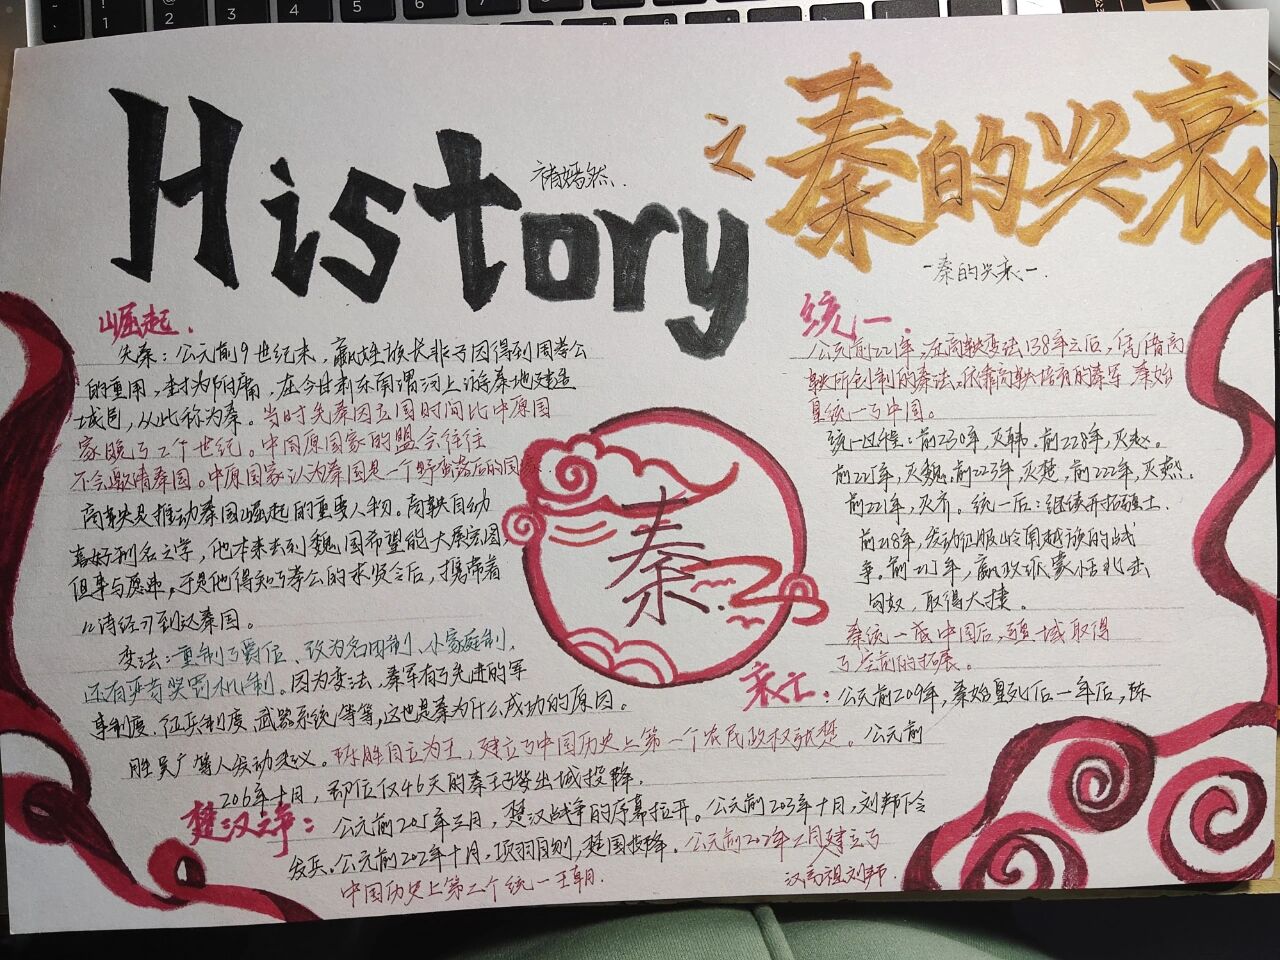 History
之秦的兴衰
褚嫣然.
-秦的兴衰-.
崛起.
先秦:公元前9世纪末,嬴姓族长非子因得到周孝公
的重用,封为附庸,在今甘肃东南渭河上游秦地建造
城邑,从此称为秦。当时先秦因立国时间比中原国
家晚了2个世纪。中国原国家的盟会往往
不会邀请秦国。中原国家认为秦国是一个野蛮落后的国家
商鞅是推动秦国崛起的重要人物。商鞅自幼
喜好刑名之学,他本来去到魏国希望能大展宏图,
但事与愿违。于是他得知了秦公的求贤令后,携带着
《诗经》到达秦国。
变法:重制了爵位、改为名田制、小家庭制,
还有两奇奖罚机制。因为变法、秦军有了先进的军
事制度、征兵制度、武器系统等等,这也是秦为什么成功的原因。
统一
公元前221年,在商鞅变法138年之后,凭借商
鞅所创制的秦法,依靠商鞅培育的秦军,秦始
皇统一了中国。
统一过程:前230年,灭韩.前228年,灭赵.
前225年,灭魏.前223年,灭楚,前222年,灭燕.
前221年,灭齐。统一后:继续开拓疆土.
前218年,发动征服岭南越族的战
争。前215年,嬴政派蒙恬北击
匈奴,取得大捷。
秦统一成中国后,疆域取得
了空前的拓展。
秦.
衰亡:公元前209年,秦始皇死后一年后,陈
胜吴广等人发动起义。陈胜自立为王,建立了中国历史上第一个农民政权张楚。公元前
206年十月,即位仅46天的秦王子婴出城投降.
楚汉之争:公元前205年三月,楚汉战争的序幕拉开。公元前203年十月,刘邦下令
发兵。公元前202年十月,项羽自刎,楚国投降。公元前202年2月建立了
中国历史上第二个统一王朝. 汉高祖刘邦.